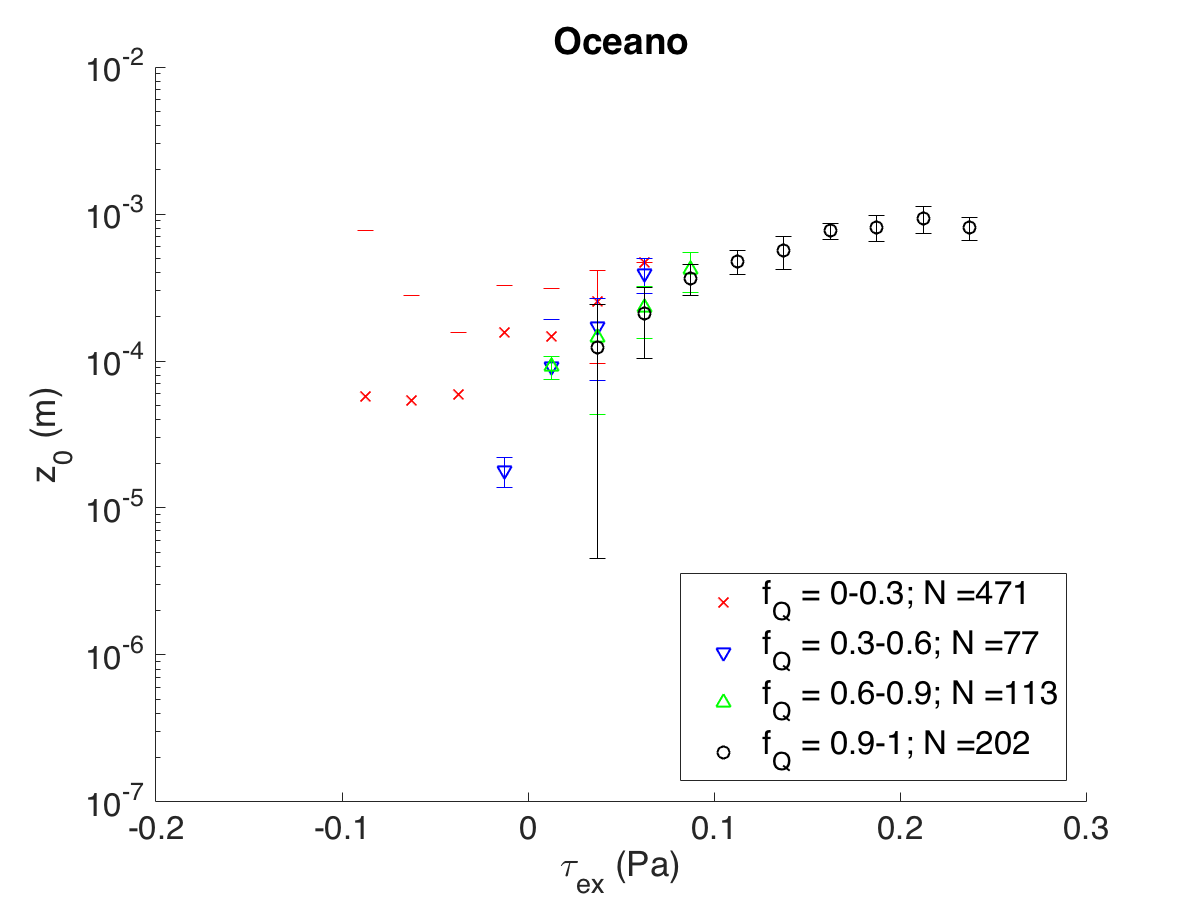 Oceano
10^-2
10^-3
10^-4
10^-5
10^-6
10^-7
z_0 (m)
-0.2 -0.1 0 0.1 0.2 0.3
τ_ex (Pa)
f_Q = 0-0.3; N =471
f_Q = 0.3-0.6; N =77
f_Q = 0.6-0.9; N =113
f_Q = 0.9-1; N =202